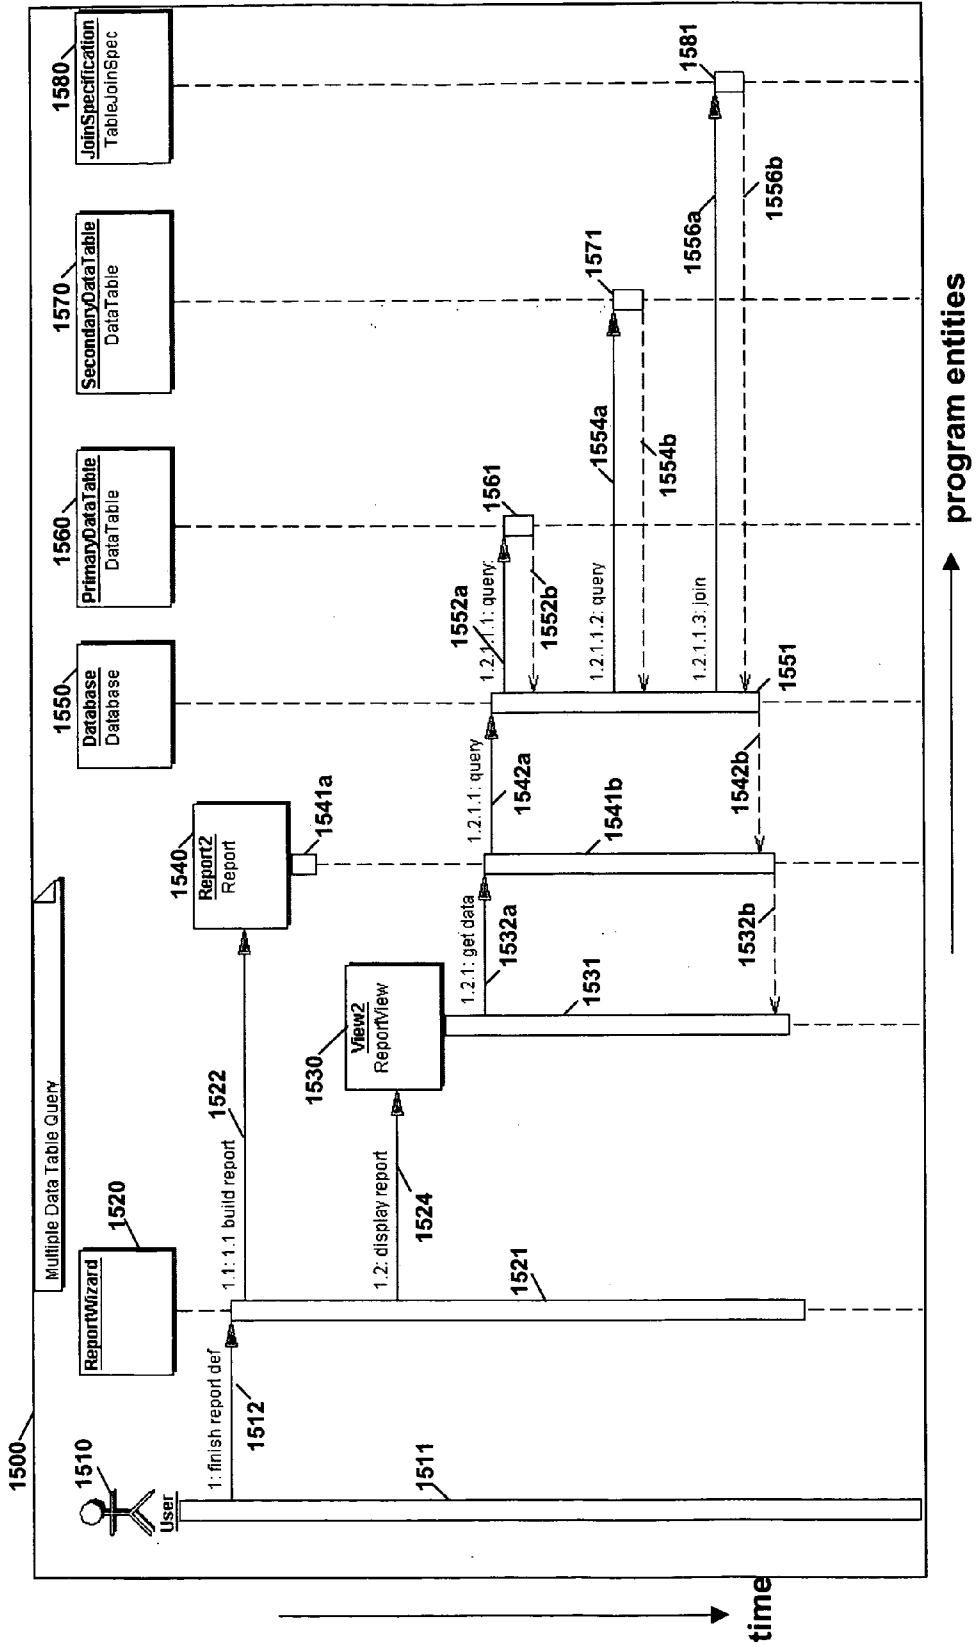 1500
Multiple Data Table Query
1510
User
1511
ReportWizard
1520
1521
1: finish report def
1512
1.1: 1.1 build report
1522
1.2: display report
1524
View2
ReportView
1530
1531
Report2
Report
1540
1541a
1541b
1.2.1: get data
1532a
1532b
Database
Database
1550
1551
1.2.1.1: query
1542a
1542b
PrimaryDataTable
DataTable
1560
1561
1.2.1.1.1: query
1552a
1552b
SecondaryDataTable
DataTable
1570
1571
1.2.1.1.2: query
1554a
1554b
JoinSpecification
TableJoinSpec
1580
1581
1.2.1.1.3: join
1556a
1556b
time
program entities